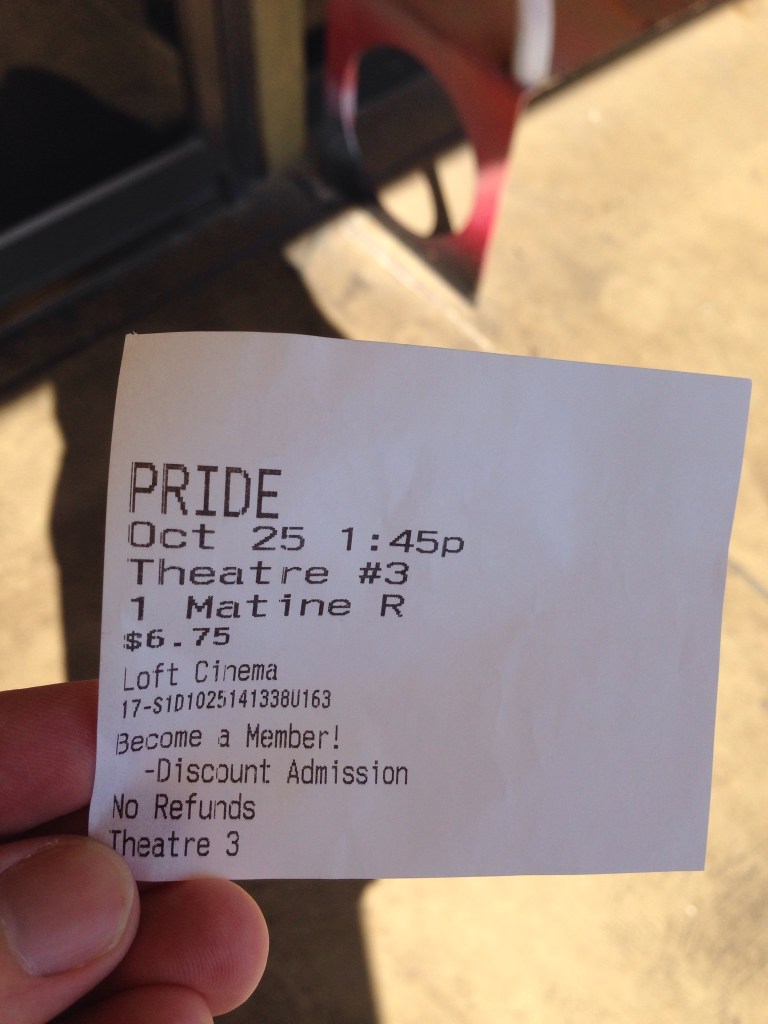 PRIDE
Oct 25 1:45p
Theatre #3
1 Matine R
$6.75
Loft Cinema
17-S1D1025141338U163
Become a Member!
-Discount Admission
No Refunds
Theatre 3